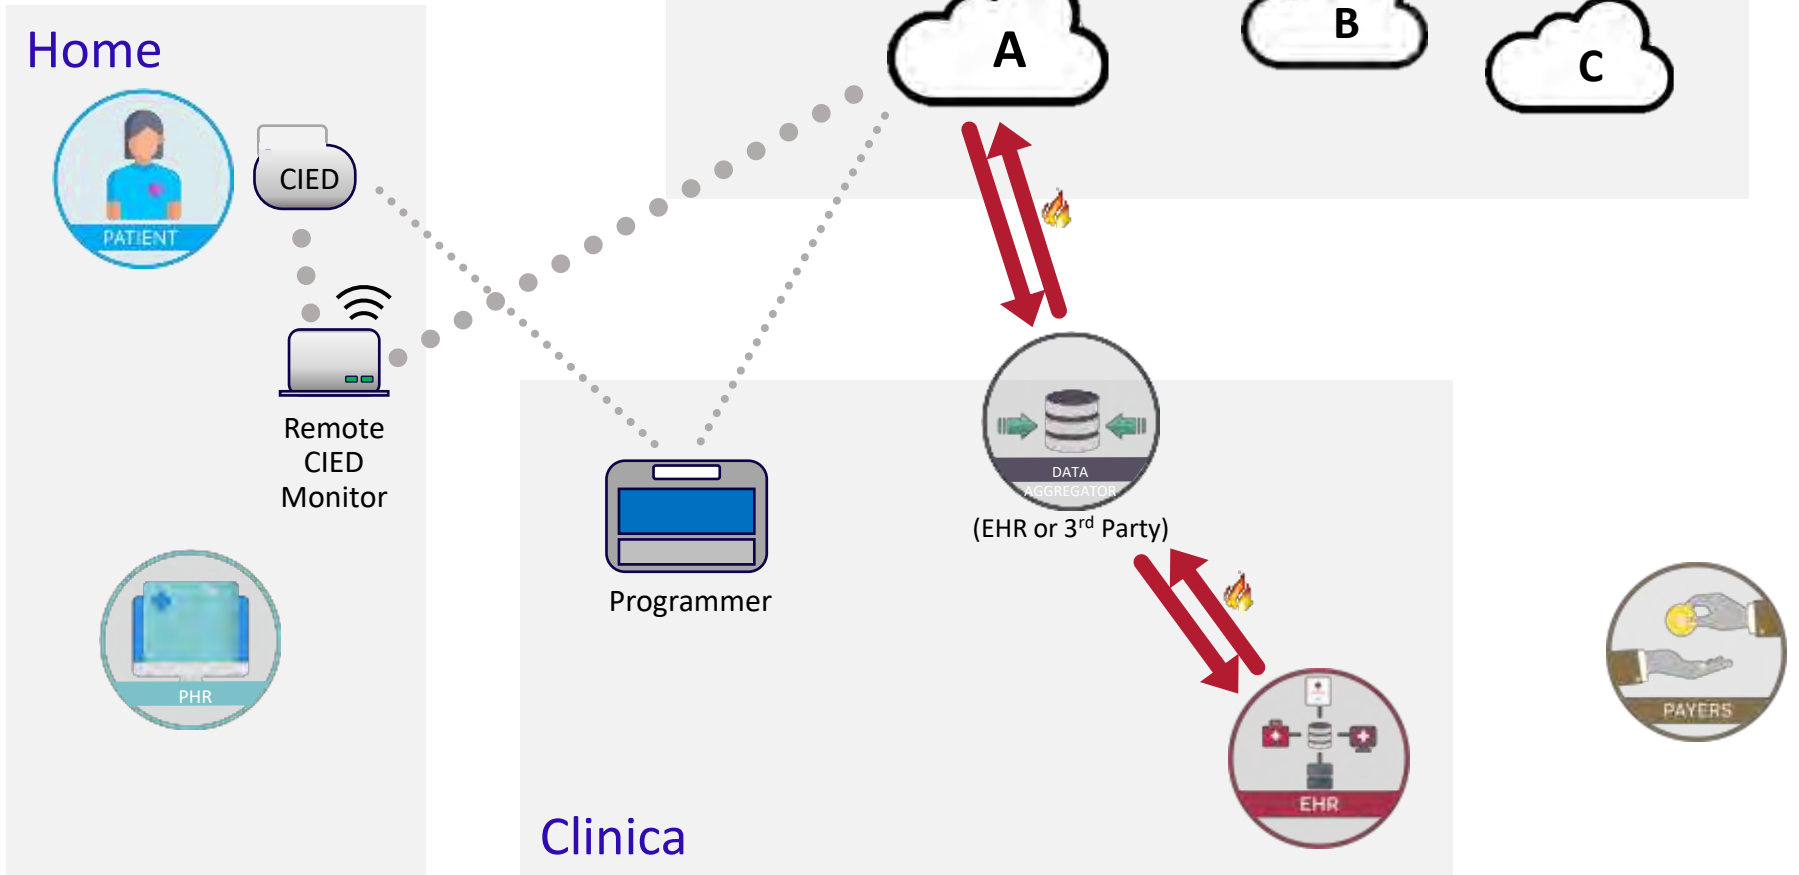 Home
A
B
C
CIED
PATIENT
Remote
CIED
Monitor
DATA
AGGREGATOR
(EHR or 3rd Party)
Programmer
PHR
PAYERS
EHR
Clinica